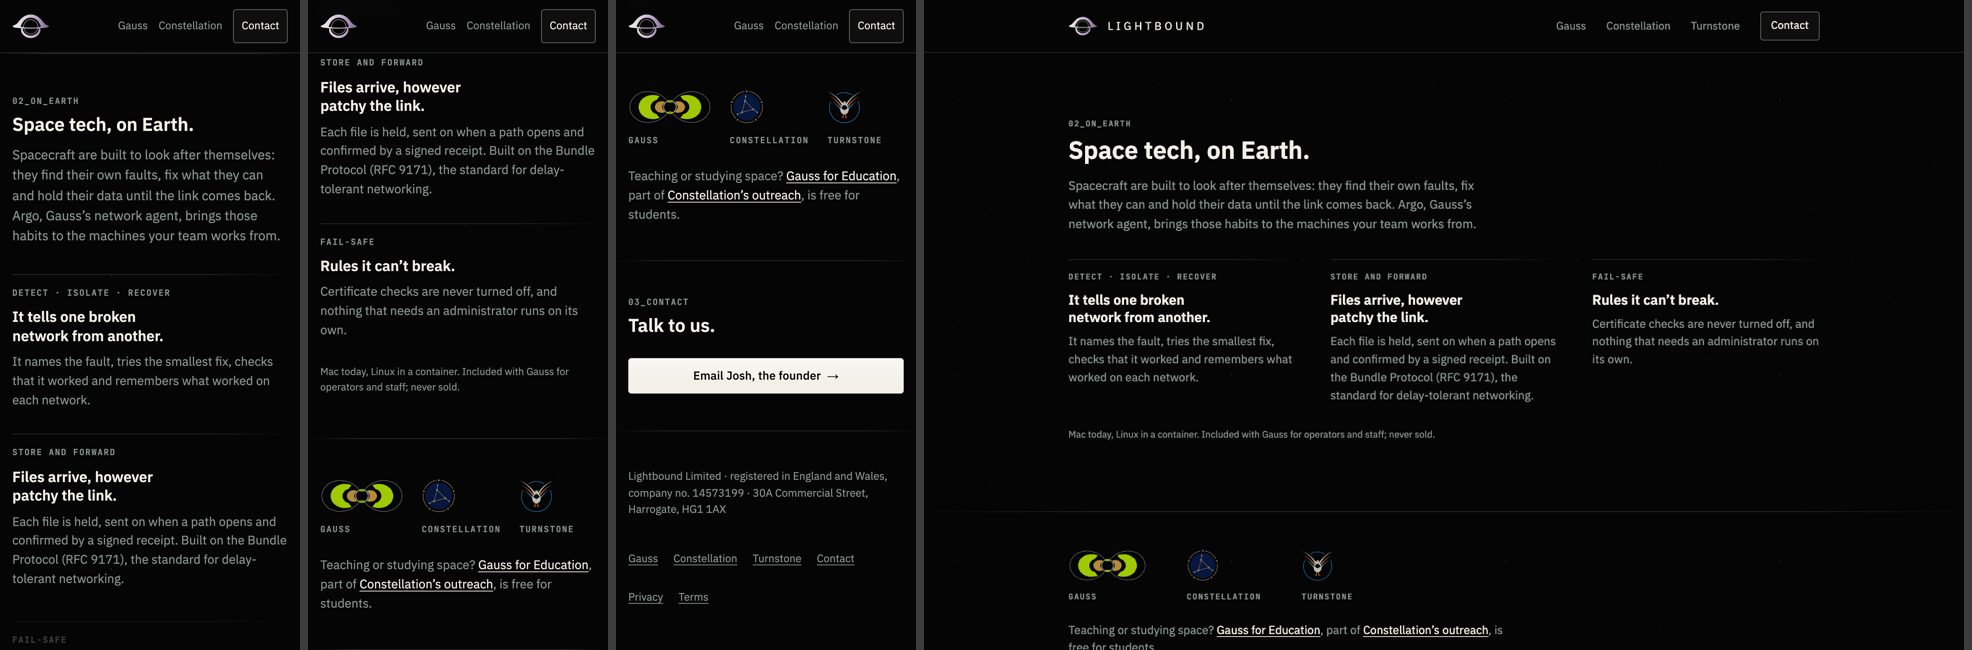 Gauss Constellation Contact
02_ON_EARTH
Space tech, on Earth.
Spacecraft are built to look after themselves:
they find their own faults, fix what they can
and hold their data until the link comes back.
Argo, Gauss’s network agent, brings those
habits to the machines your team works from.
DETECT · ISOLATE · RECOVER
It tells one broken
network from another.
It names the fault, tries the smallest fix, checks
that it worked and remembers what worked on
each network.
STORE AND FORWARD
Files arrive, however
patchy the link.
Each file is held, sent on when a path opens and
confirmed by a signed receipt. Built on the Bundle
Protocol (RFC 9171), the standard for delay-
tolerant networking.
FAIL-SAFE
Gauss Constellation Contact
STORE AND FORWARD
Files arrive, however
patchy the link.
Each file is held, sent on when a path opens and
confirmed by a signed receipt. Built on the Bundle
Protocol (RFC 9171), the standard for delay-
tolerant networking.
FAIL-SAFE
Rules it can’t break.
Certificate checks are never turned off, and
nothing that needs an administrator runs on its
own.
Mac today, Linux in a container. Included with Gauss for
operators and staff; never sold.
GAUSS CONSTELLATION TURNSTONE
Teaching or studying space? Gauss for Education,
part of Constellation’s outreach, is free for
students.
Gauss Constellation Contact
GAUSS CONSTELLATION TURNSTONE
Teaching or studying space? Gauss for Education,
part of Constellation’s outreach, is free for
students.
03_CONTACT
Talk to us.
Email Josh, the founder →
Lightbound Limited · registered in England and Wales,
company no. 14573199 · 30A Commercial Street,
Harrogate, HG1 1AX
Gauss Constellation Turnstone Contact
Privacy Terms
LIGHTBOUND Gauss Constellation Turnstone Contact
02_ON_EARTH
Space tech, on Earth.
Spacecraft are built to look after themselves: they find their own faults, fix
what they can and hold their data until the link comes back. Argo, Gauss’s
network agent, brings those habits to the machines your team works from.
DETECT · ISOLATE · RECOVER
It tells one broken
network from another.
It names the fault, tries the smallest fix,
checks that it worked and remembers what
worked on each network.
STORE AND FORWARD
Files arrive, however
patchy the link.
Each file is held, sent on when a path opens
and confirmed by a signed receipt. Built on
the Bundle Protocol (RFC 9171), the
standard for delay-tolerant networking.
FAIL-SAFE
Rules it can’t break.
Certificate checks are never turned off, and
nothing that needs an administrator runs on
its own.
Mac today, Linux in a container. Included with Gauss for operators and staff; never sold.
GAUSS CONSTELLATION TURNSTONE
Teaching or studying space? Gauss for Education, part of Constellation’s outreach, is
free for students.